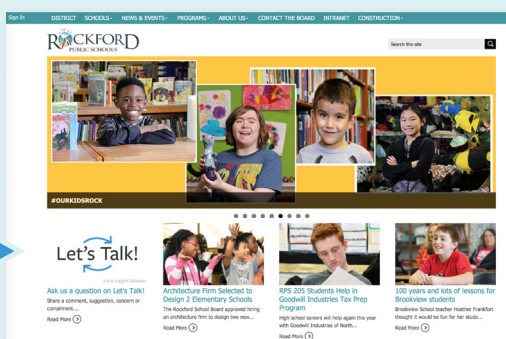 Sign In DISTRICT SCHOOLS NEWS & EVENTS PROGRAMS ABOUT US CONTACT THE BOARD INTRANET CONSTRUCTION
ROCKFORD
PUBLIC SCHOOLS
Search this site
#OURKIDSROCK
Let's Talk!
A K12 Insight Solution
Ask us a question on Let's Talk!
Share a comment, suggestion, concern or
compliment....
Read More
Architecture Firm Selected to
Design 2 Elementary Schools
The Rockford School Board approved hiring
an architecture firm to design two new...
Read More
RPS 205 Students Help in
Goodwill Industries Tax Prep
Program
High school seniors will help again this year
with Goodwill Industries of North...
Read More
100 years and lots of lessons for
Brookview students
Brookview School teacher Heather Frankfort
thought it would be fun for her stude...
Read More